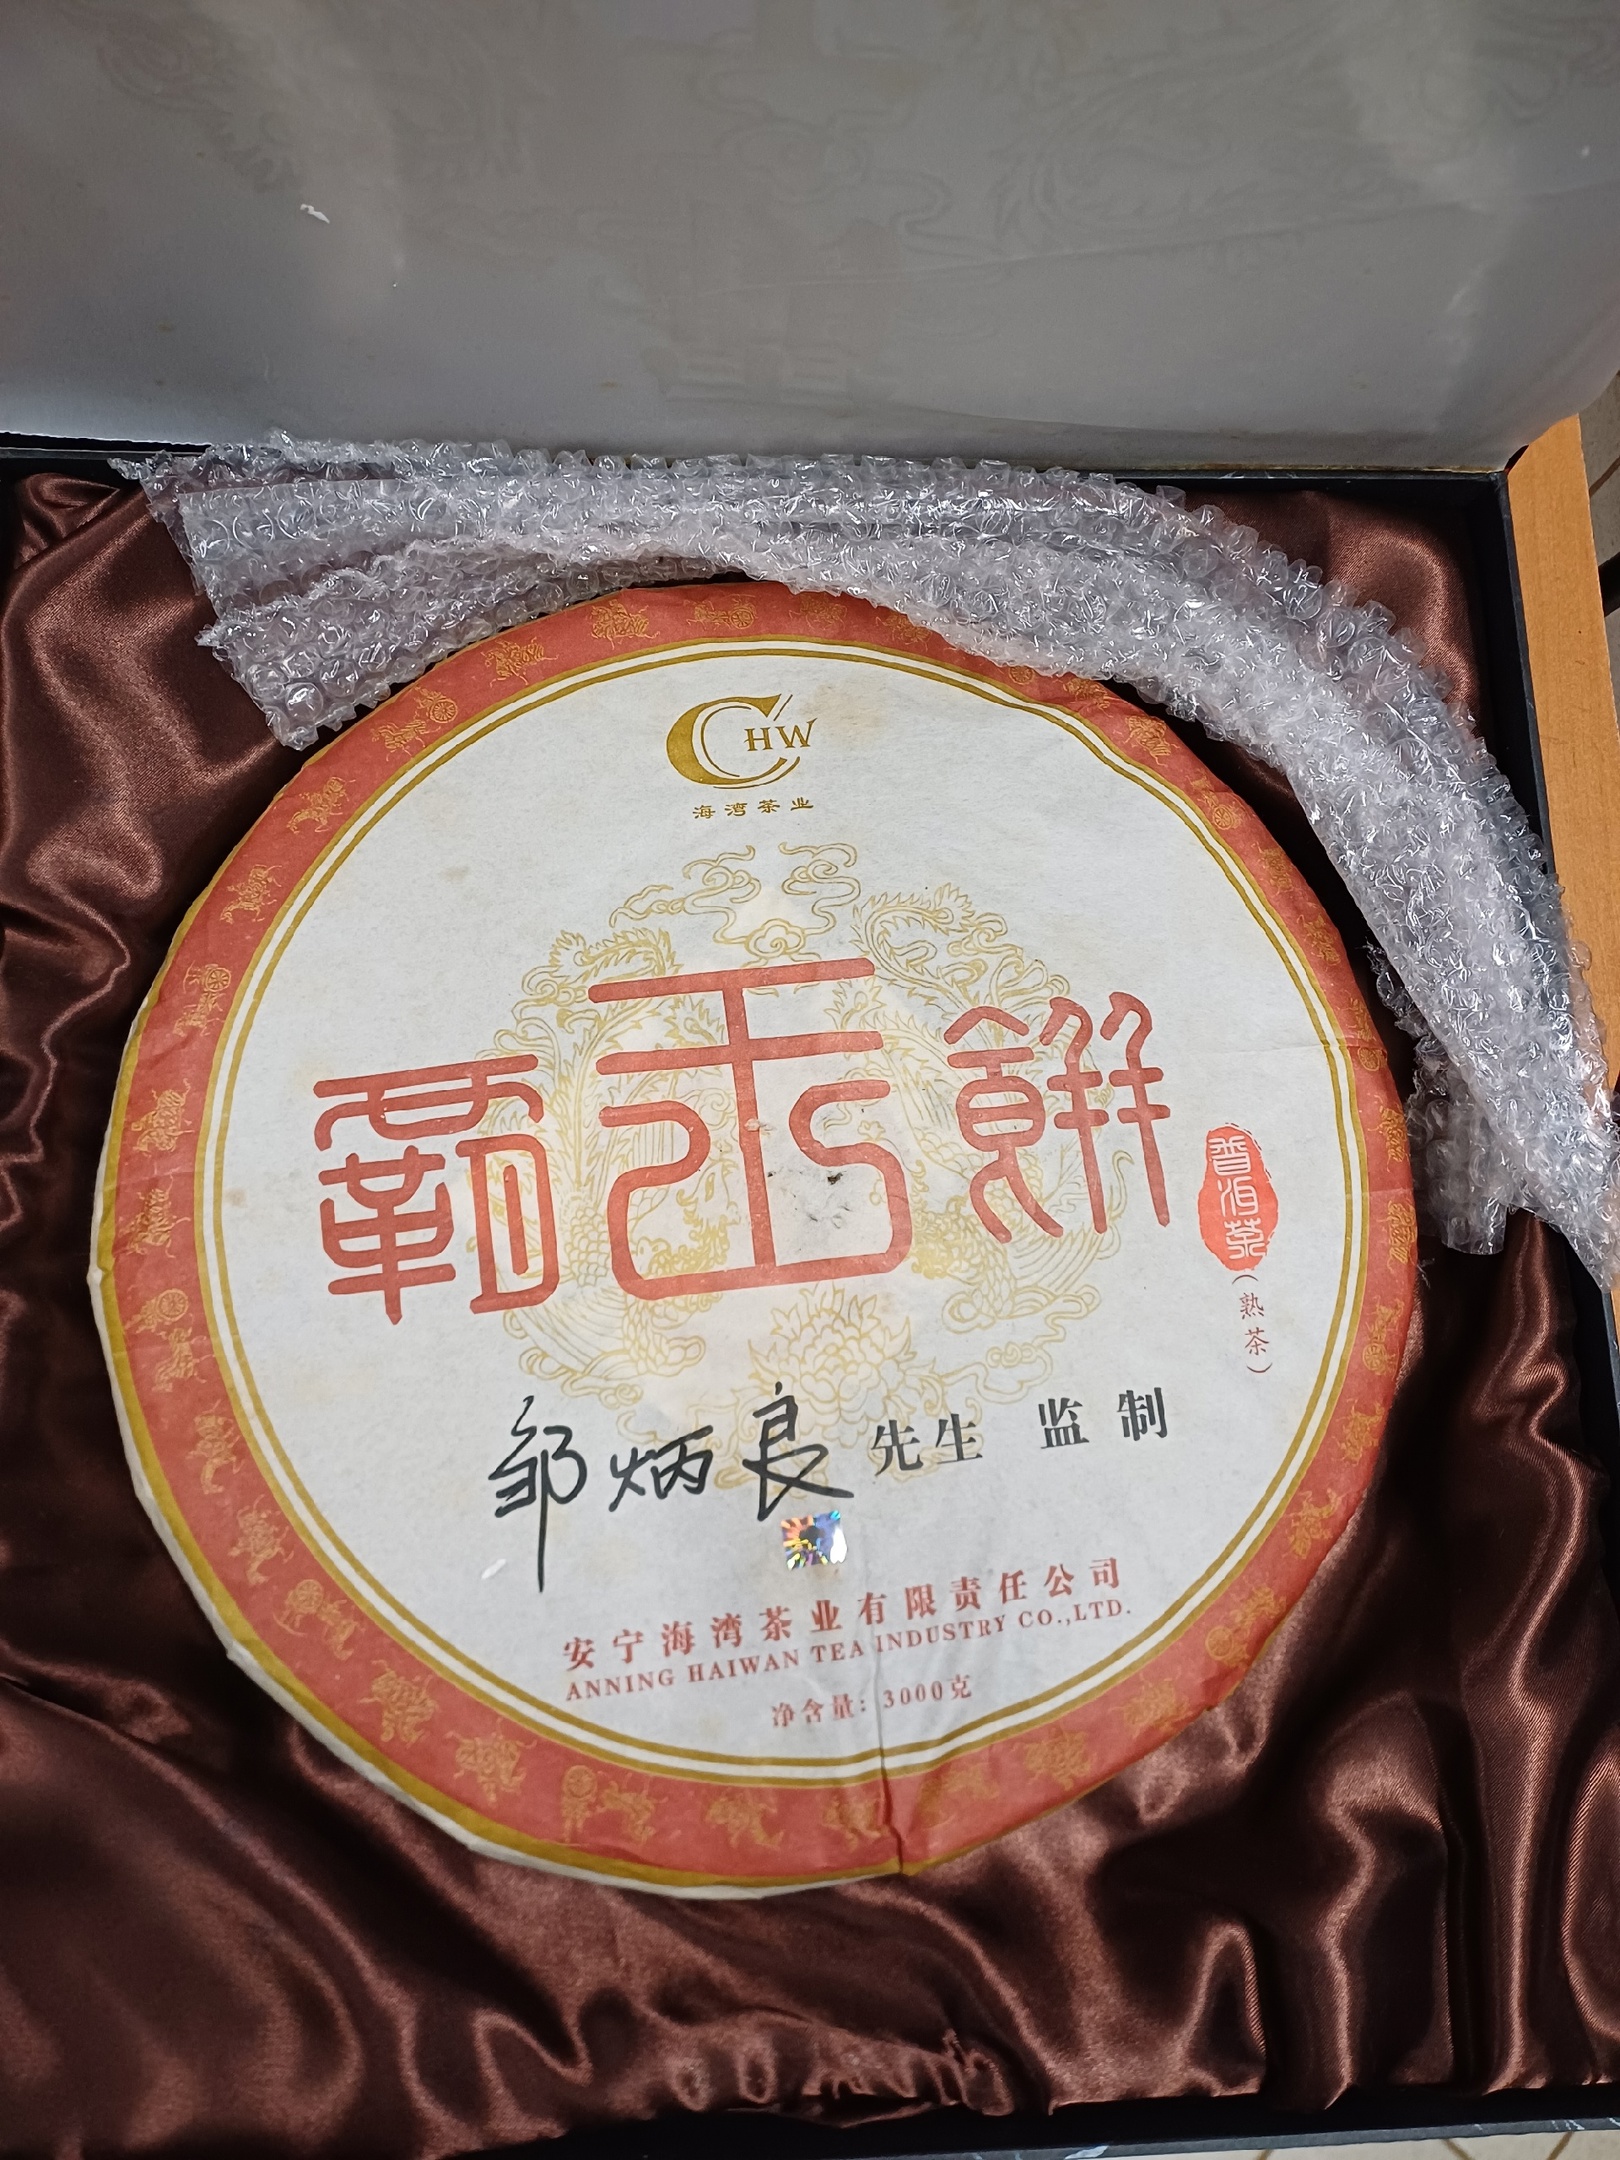 CHW
海湾茶业
覇王餅
普洱茶
(熟茶)
邹炳良 先生 监制
安宁海湾茶业有限责任公司
ANNING HAIWAN TEA INDUSTRY CO.,LTD.
净含量: 3000克